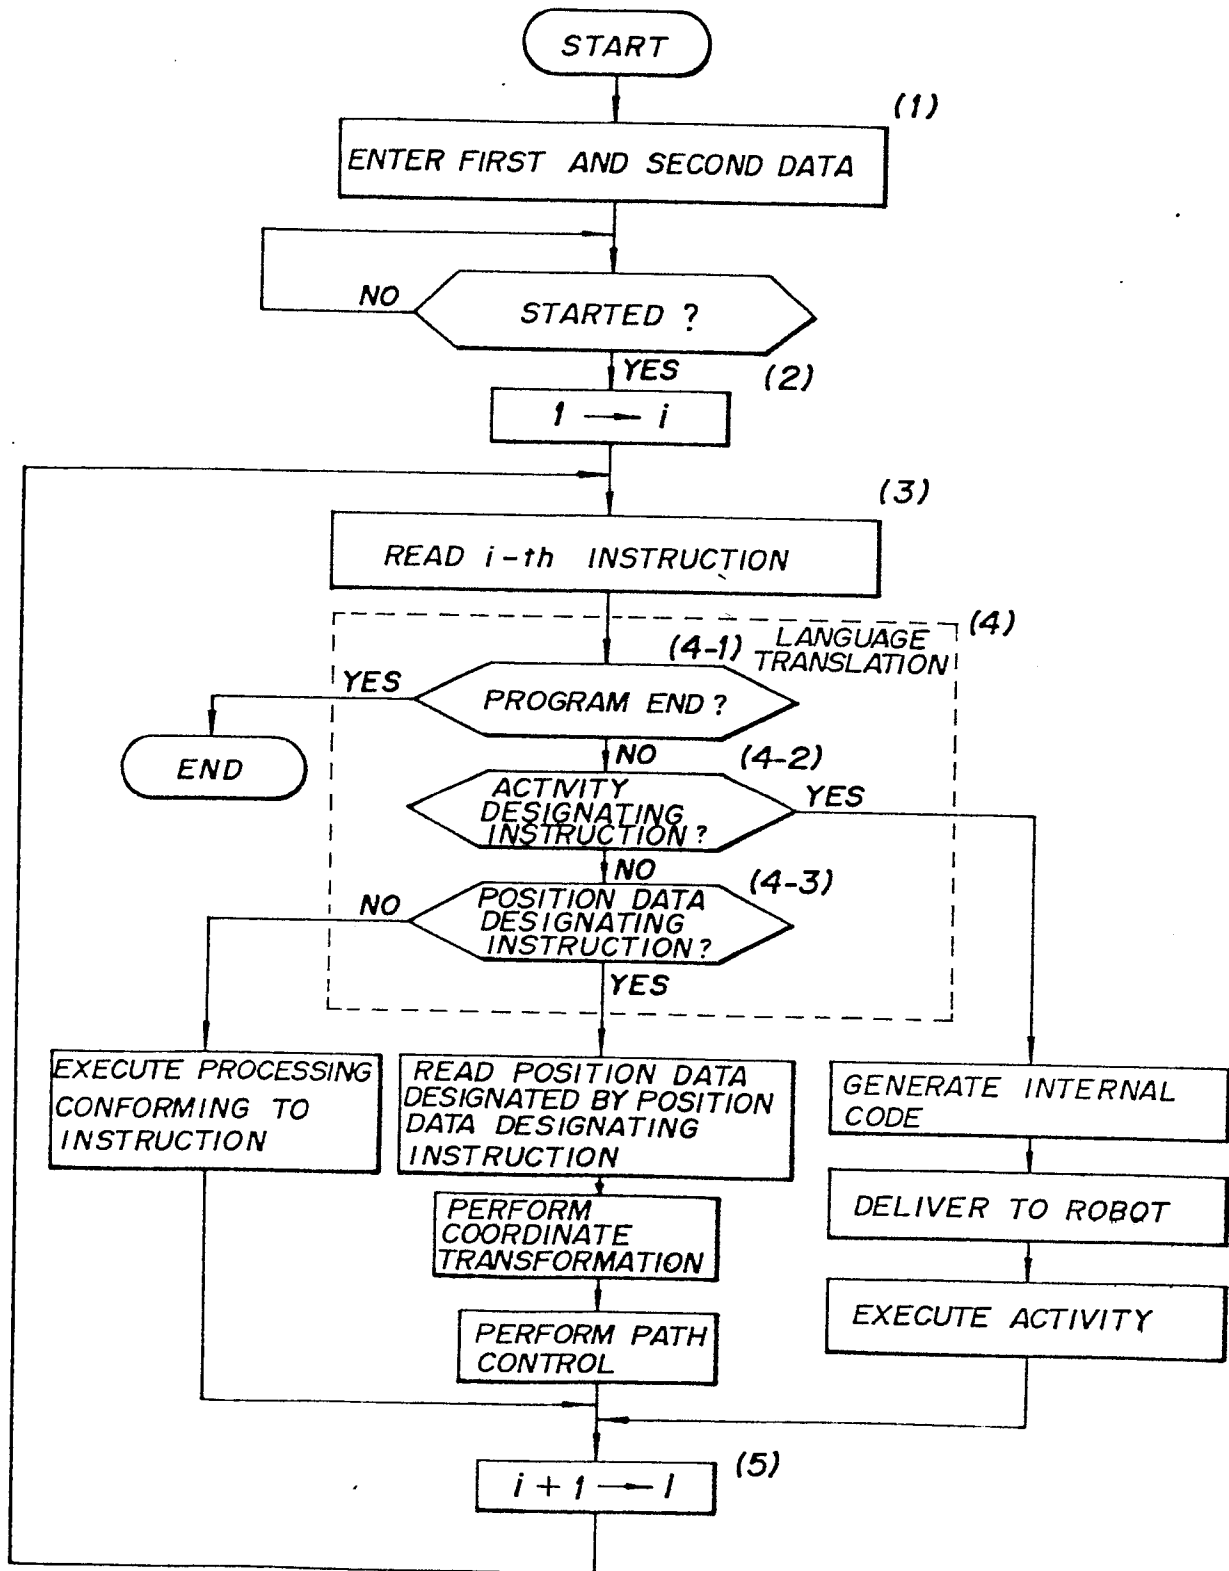 START
(1)
ENTER FIRST AND SECOND DATA
NO
STARTED ?
YES
(2)
1 → i
(3)
READ i-th INSTRUCTION
(4)
LANGUAGE
TRANSLATION
(4-1)
YES
PROGRAM END ?
END
NO
(4-2)
ACTIVITY
DESIGNATING
INSTRUCTION ?
YES
NO
(4-3)
NO
POSITION DATA
DESIGNATING
INSTRUCTION ?
YES
EXECUTE PROCESSING
CONFORMING TO
INSTRUCTION
READ POSITION DATA
DESIGNATED BY POSITION
DATA DESIGNATING
INSTRUCTION
GENERATE INTERNAL
CODE
PERFORM
COORDINATE
TRANSFORMATION
DELIVER TO ROBOT
PERFORM PATH
CONTROL
EXECUTE ACTIVITY
(5)
i + 1 → I